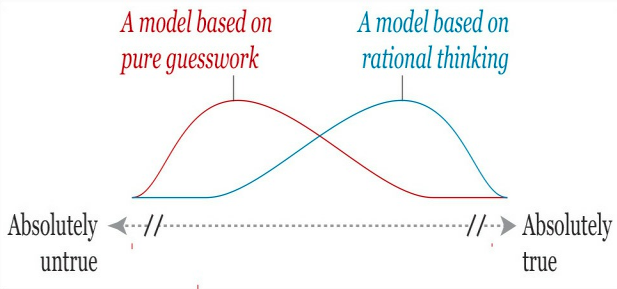 A model based on
pure guesswork
A model based on
rational thinking
Absolutely
untrue
Absolutely
true